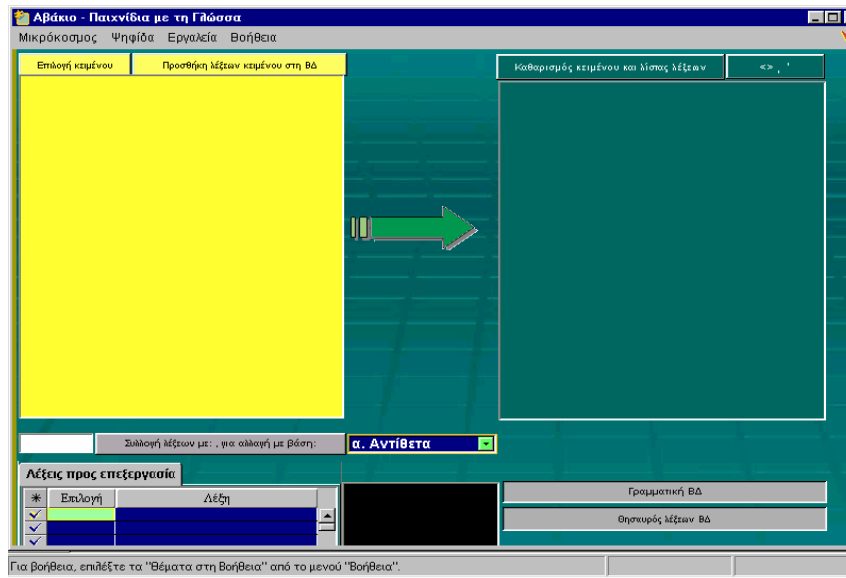 Αβάκιο - Παιχνίδια με τη Γλώσσα
Μικρόκοσμος Ψηφίδα Εργαλεία Βοήθεια
Επιλογή κειμένου Προσθήκη λέξεων κειμένου στη ΒΔ
Καθαρισμός κειμένου και λίστας λέξεων <> , '
Συλλογή λέξεων με: , για αλλαγή με βάση: α. Αντίθετα
Λέξεις προς επεξεργασία
* Επιλογή Λέξη
Γραμματική ΒΔ
Θησαυρός λέξεων ΒΔ
Για βοήθεια, επιλέξτε τα "Θέματα στη Βοήθεια" από το μενού "Βοήθεια".